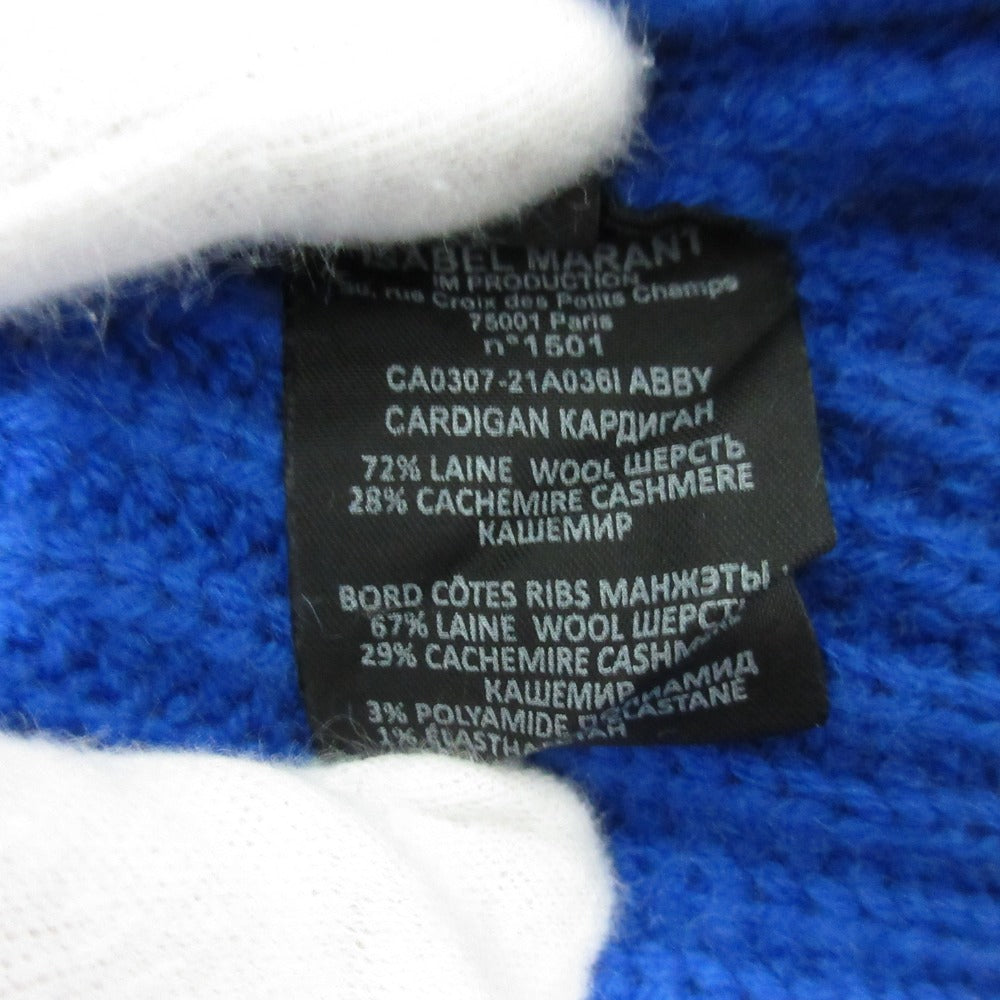 ISABEL MARANT
IM PRODUCTION
rue Croix des Petits Champs
75001 Paris
n°1501
CA0307-21A036I ABBY
CARDIGAN КАРДИГАН
72% LAINE WOOL ШЕРСТЬ
28% CACHEMIRE CASHMERE
КАШЕМИР
BORD CÔTES RIBS МАНЖЭТЫ
67% LAINE WOOL ШЕРСТЬ
29% CACHEMIRE
КАШЕМИР
3% POLYAMIDE
1%